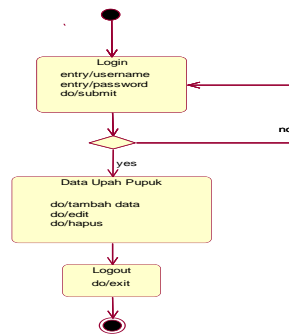 Login
entry/username
entry/password
do/submit
yes
Data Upah Pupuk
do/tambah data
do/edit
do/hapus
Logout
do/exit